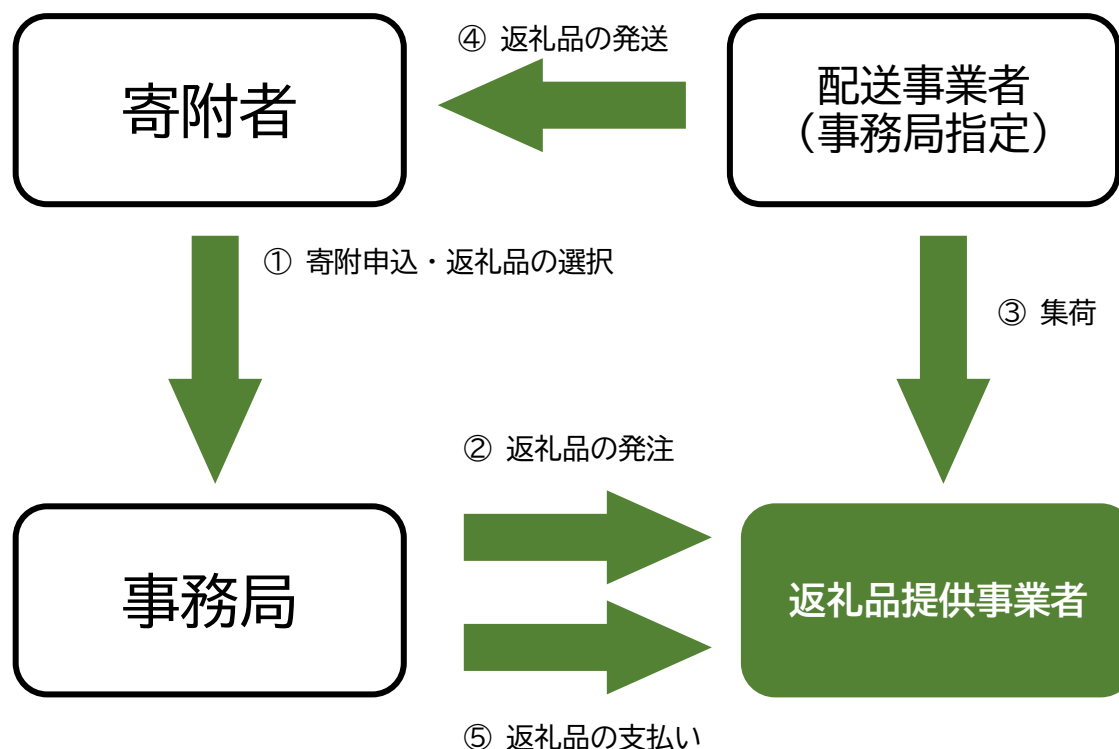 ④ 返礼品の発送
寄附者
配送事業者
（事務局指定）
① 寄附申込・返礼品の選択
③ 集荷
② 返礼品の発注
事務局
返礼品提供事業者
⑤ 返礼品の支払い